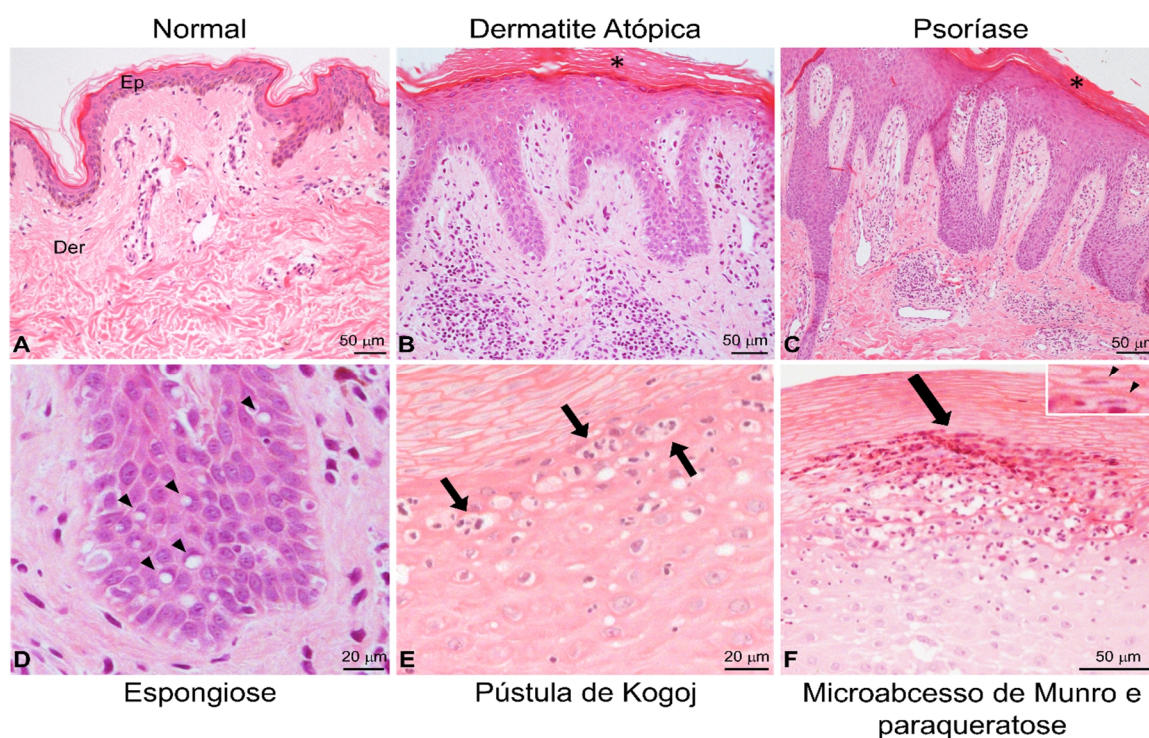 Normal
Dermatite Atópica
Psoríase
Ep
Der
A
50 µm
*
B
50 µm
*
C
50 µm
D
20 µm
E
20 µm
F
50 µm
Espongiose
Pústula de Kogoj
Microabcesso de Munro e
paraqueratose